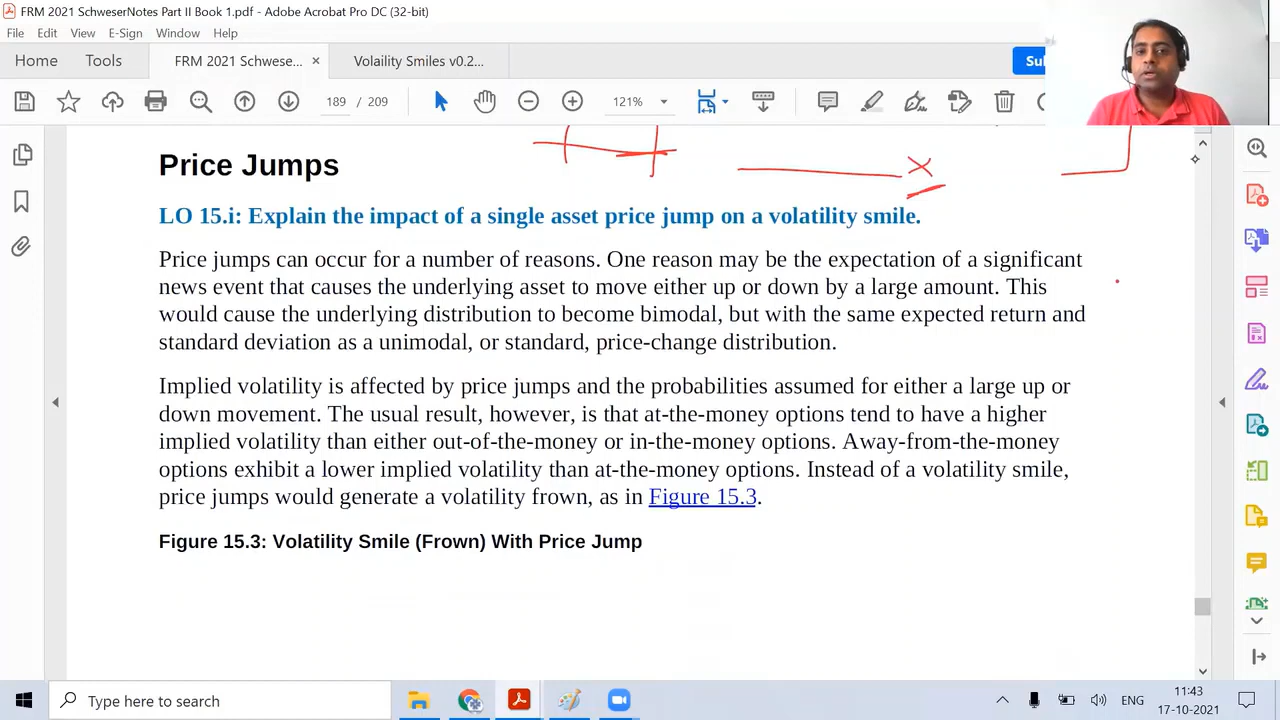 FRM 2021 SchweserNotes Part II Book 1.pdf - Adobe Acrobat Pro DC (32-bit)
File Edit View E-Sign Window Help
Home Tools FRM 2021 Schwese... × Volaility Smiles v0.2...
189 / 209 121%
Price Jumps
LO 15.i: Explain the impact of a single asset price jump on a volatility smile.
Price jumps can occur for a number of reasons. One reason may be the expectation of a significant
news event that causes the underlying asset to move either up or down by a large amount. This
would cause the underlying distribution to become bimodal, but with the same expected return and
standard deviation as a unimodal, or standard, price-change distribution.
Implied volatility is affected by price jumps and the probabilities assumed for either a large up or
down movement. The usual result, however, is that at-the-money options tend to have a higher
implied volatility than either out-of-the-money or in-the-money options. Away-from-the-money
options exhibit a lower implied volatility than at-the-money options. Instead of a volatility smile,
price jumps would generate a volatility frown, as in Figure 15.3.
Figure 15.3: Volatility Smile (Frown) With Price Jump
Type here to search
ENG
11:43
17-10-2021